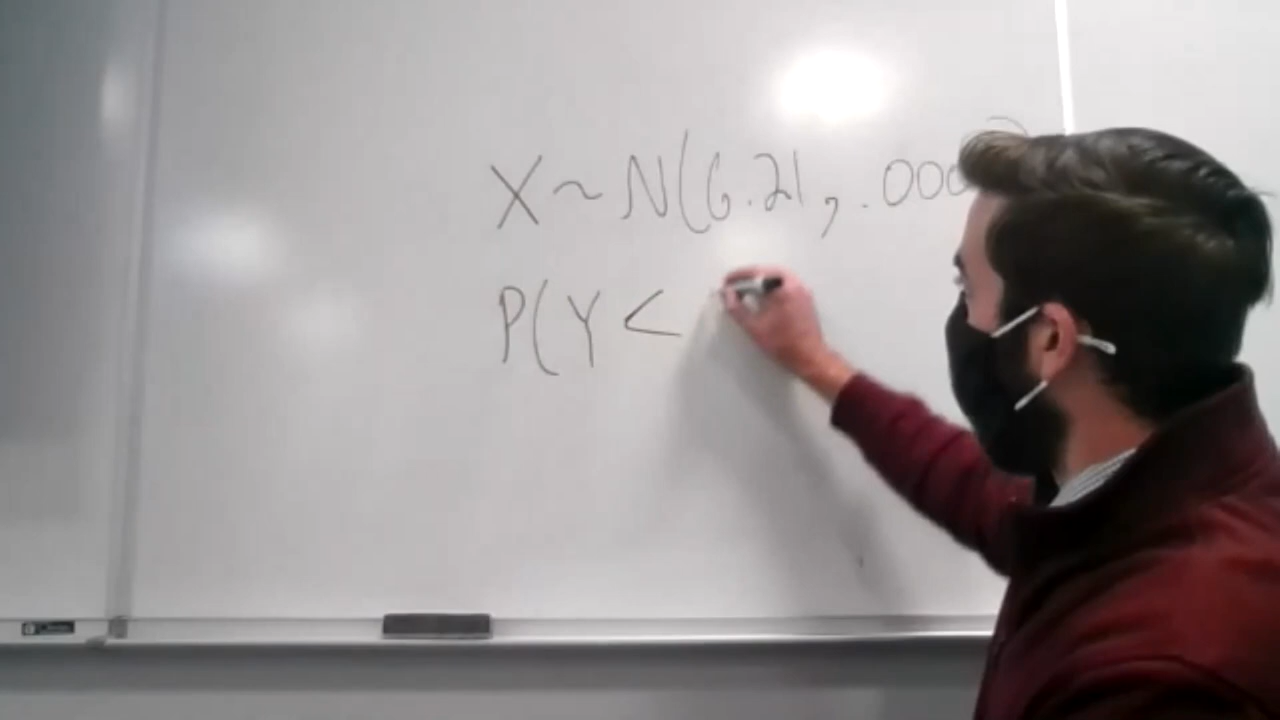 X ~ N(6.21, .000
P(Y <